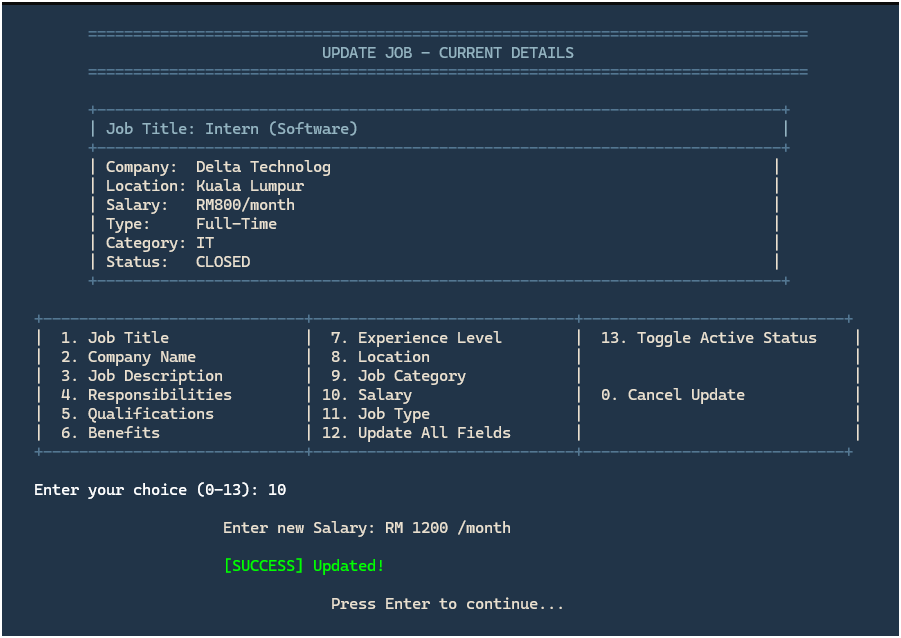 UPDATE JOB - CURRENT DETAILS
Job Title: Intern (Software)
Company: Delta Technolog
Location: Kuala Lumpur
Salary: RM800/month
Type: Full-Time
Category: IT
Status: CLOSED
1. Job Title 7. Experience Level 13. Toggle Active Status
2. Company Name 8. Location
3. Job Description 9. Job Category
4. Responsibilities 10. Salary 0. Cancel Update
5. Qualifications 11. Job Type
6. Benefits 12. Update All Fields
Enter your choice (0-13): 10
Enter new Salary: RM 1200 /month
[SUCCESS] Updated!
Press Enter to continue...